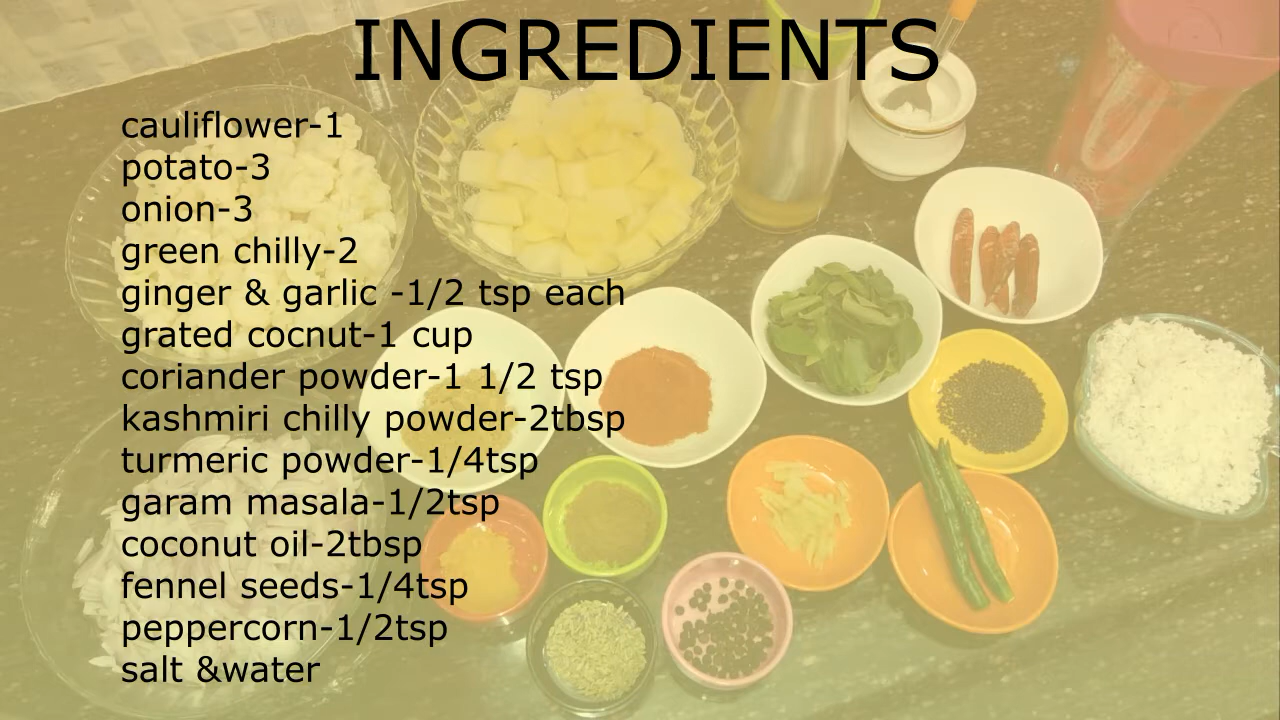 INGREDIENTS
cauliflower-1
potato-3
onion-3
green chilly-2
ginger & garlic -1/2 tsp each
grated cocnut-1 cup
coriander powder-1 1/2 tsp
kashmiri chilly powder-2tbsp
turmeric powder-1/4tsp
garam masala-1/2tsp
coconut oil-2tbsp
fennel seeds-1/4tsp
peppercorn-1/2tsp
salt &water